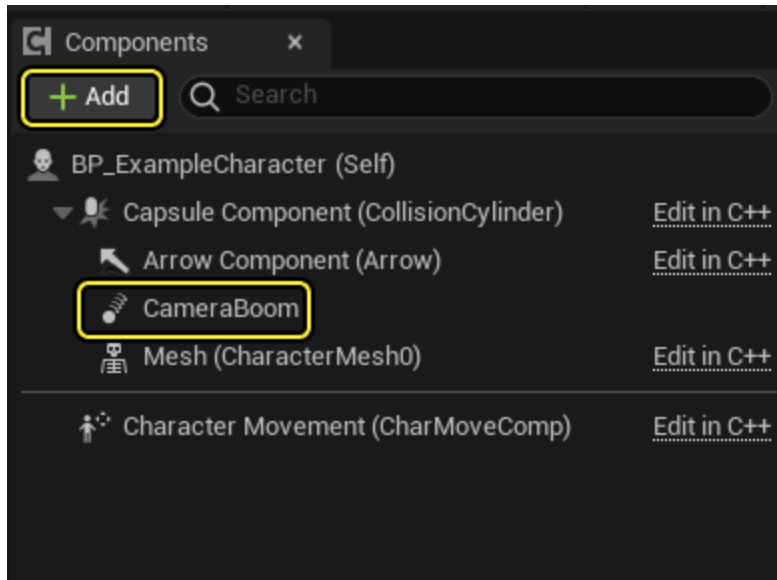 Components
+ Add
Search
BP_ExampleCharacter (Self)
Capsule Component (CollisionCylinder) Edit in C++
Arrow Component (Arrow) Edit in C++
CameraBoom
Mesh (CharacterMesh0) Edit in C++
Character Movement (CharMoveComp) Edit in C++